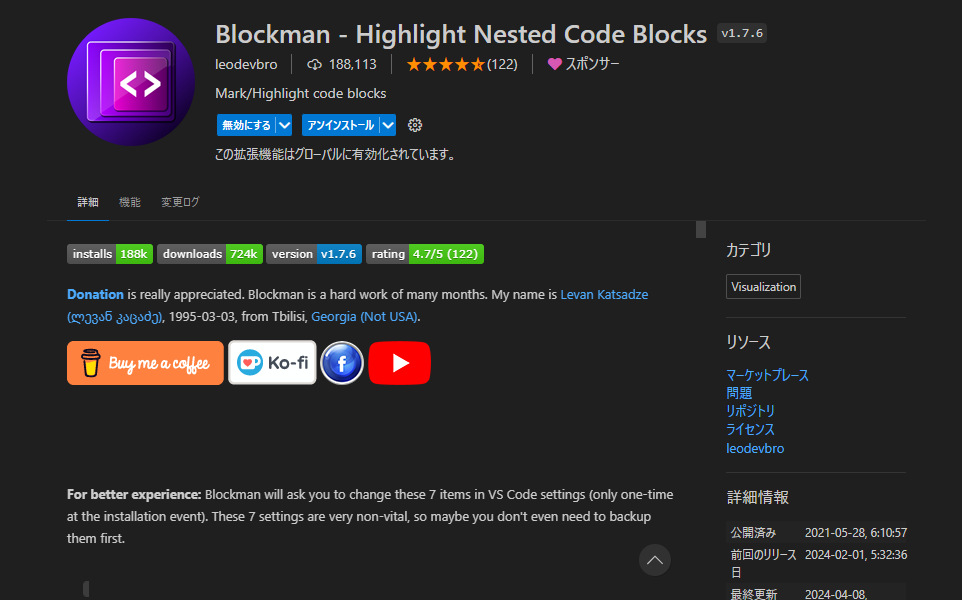 Blockman - Highlight Nested Code Blocks v1.7.6
leodevbro 188,113 (122) スポンサー
Mark/Highlight code blocks
無効にする アンインストール
この拡張機能はグローバルに有効化されています。
詳細 機能 変更ログ
installs 188k downloads 724k version v1.7.6 rating 4.7/5 (122)
Donation is really appreciated. Blockman is a hard work of many months. My name is Levan Katsadze
(ლევან კაცაძე), 1995-03-03, from Tbilisi, Georgia (Not USA).
Buy me a coffee Ko-fi f
For better experience: Blockman will ask you to change these 7 items in VS Code settings (only one-time
at the installation event). These 7 settings are very non-vital, so maybe you don't even need to backup
them first.
カテゴリ
Visualization
リソース
マーケットプレース
問題
リポジトリ
ライセンス
leodevbro
詳細情報
公開済み 2021-05-28, 6:10:57
前回のリリース 2024-02-01, 5:32:36
日
最終更新 2024-04-08,